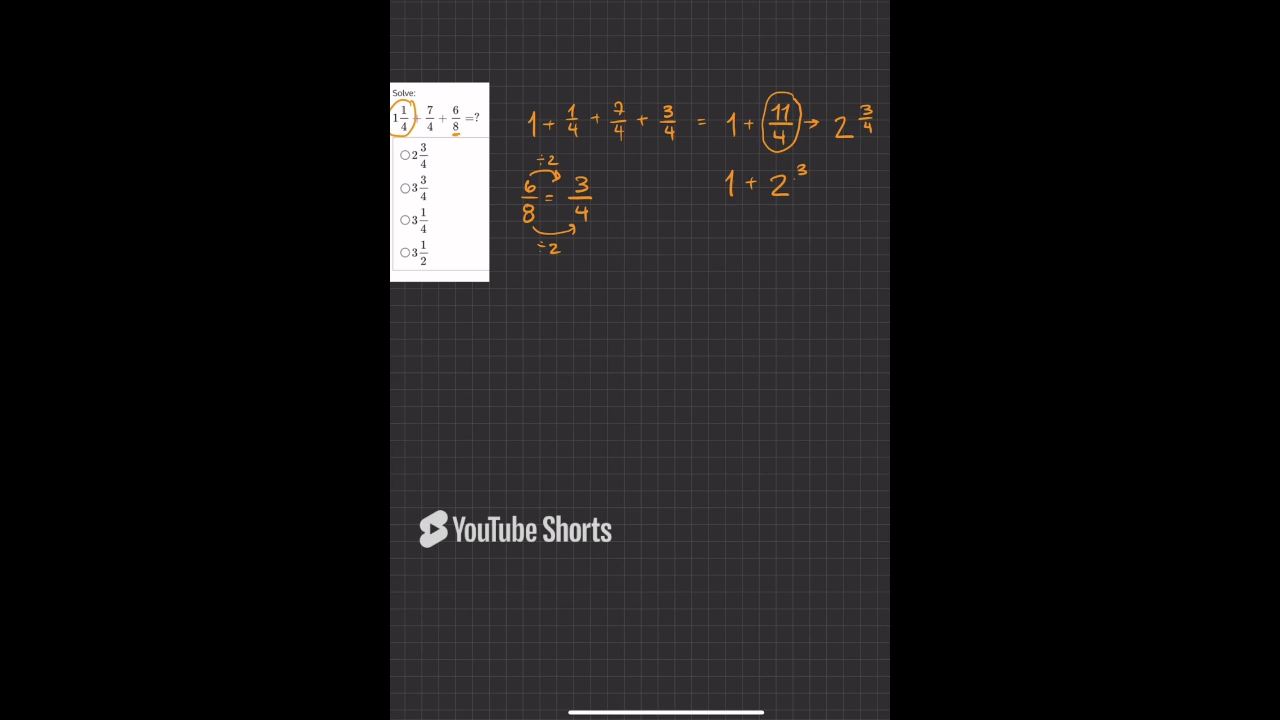 Solve:
1 1/4 + 7/4 + 6/8 =?
2 3/4
3 3/4
3 1/4
3 1/2
1 + 1/4 + 7/4 + 3/4 = 1 + 11/4 → 2 3/4
1 + 2 3
÷2
6/8 = 3/4
÷2
YouTube Shorts